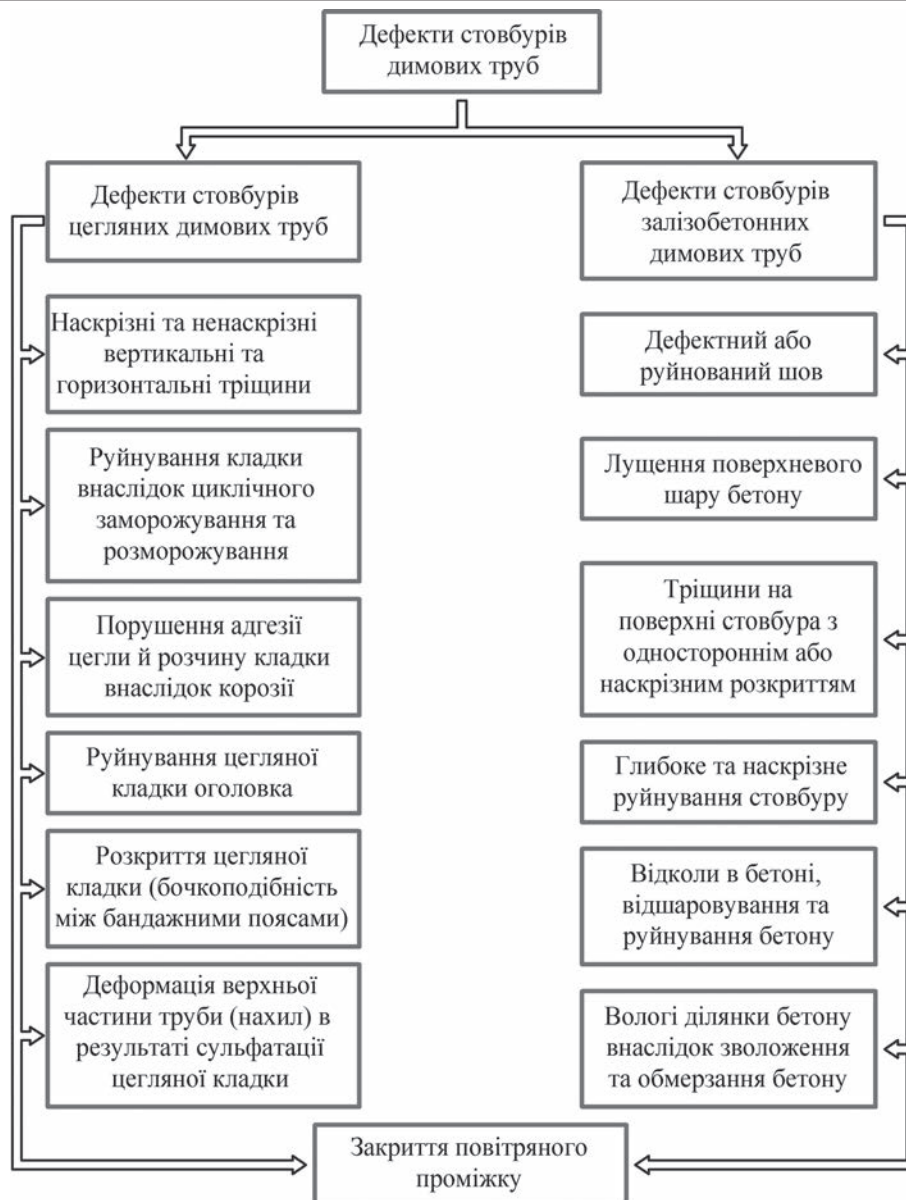 Дефекти стовбурів
димових труб
Дефекти стовбурів
цегляних димових труб
Наскрізні та ненаскрізні
вертикальні та
горизонтальні тріщини
Руйнування кладки
внаслідок циклічного
заморожування та
розморожування
Порушення адгезії
цегли й розчину кладки
внаслідок корозії
Руйнування цегляної
кладки оголовка
Розкриття цегляної
кладки (бочкоподібність
між бандажними поясами)
Деформація верхньої
частини труби (нахил) в
результаті сульфатації
цегляної кладки
Дефекти стовбурів
залізобетонних
димових труб
Дефектний або
руйнований шов
Лущення поверхневого
шару бетону
Тріщини на
поверхні стовбура з
одностороннім або
наскрізним розкриттям
Глибоке та наскрізне
руйнування стовбуру
Відколи в бетоні,
відшаровування та
руйнування бетону
Вологі ділянки бетону
внаслідок зволоження
та обмерзання бетону
Закриття повітряного
проміжку